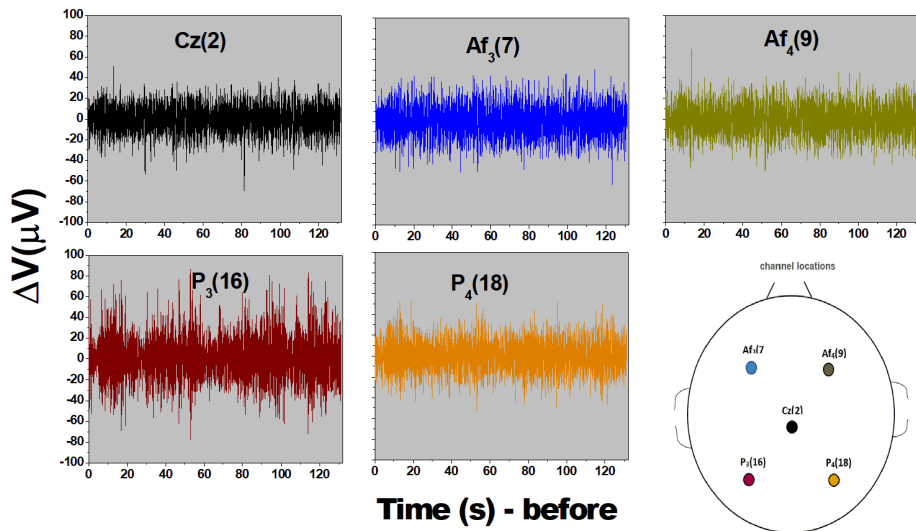 Cz(2)
Af₃(7)
Af₄(9)
100
80
60
40
20
0
-20
-40
-60
-80
-100
0 20 40 60 80 100 120
0 20 40 60 80 100 120
0 20 40 60 80 100 120
ΔV(μV)
P₃(16)
P₄(18)
100
80
60
40
20
0
-20
-40
-60
-80
-100
0 20 40 60 80 100 120
0 20 40 60 80 100 120
channel locations
Af₃(7
Af₄(9)
Cz(2)
P₃(16)
P₄(18)
Time (s) - before